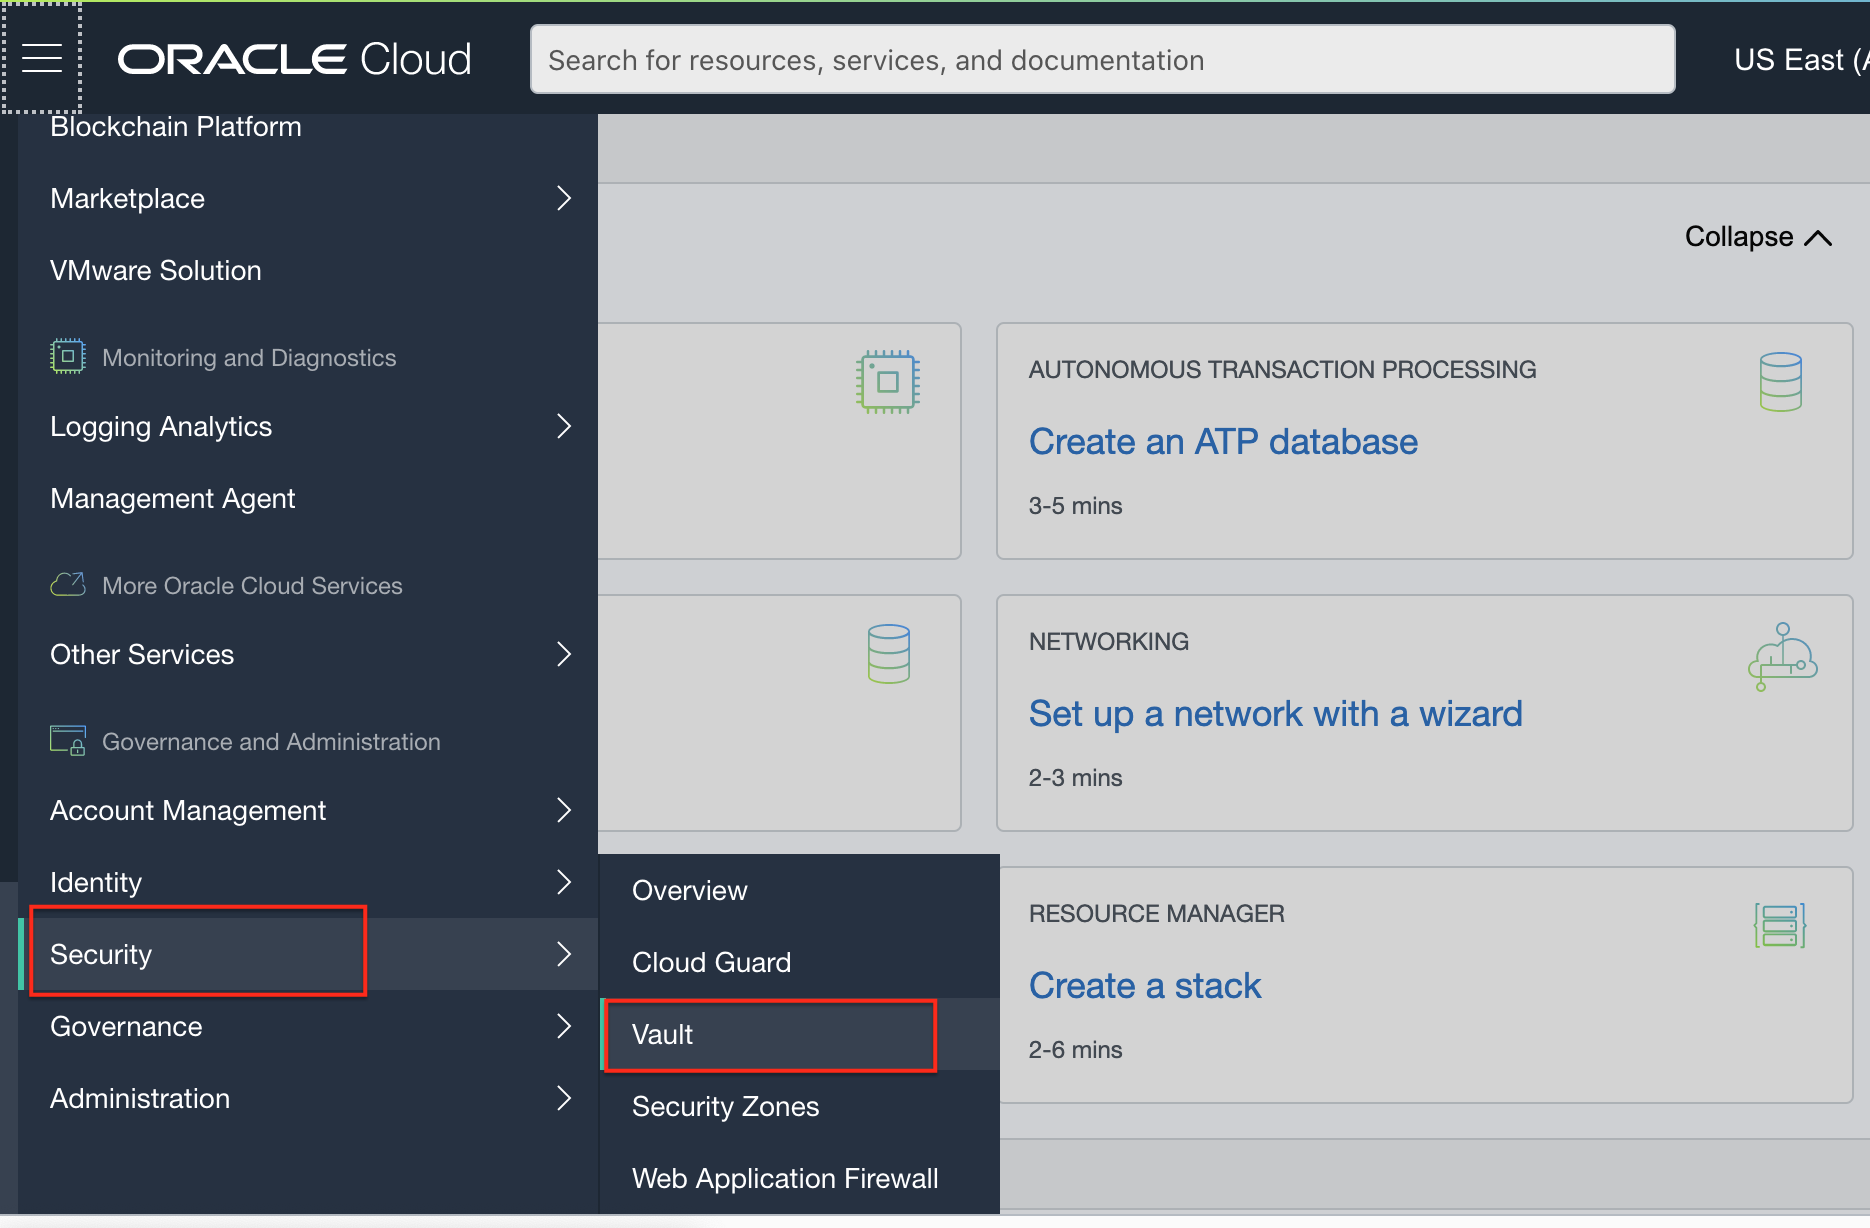 ORACLE Cloud
Search for resources, services, and documentation
US East (
Blockchain Platform
Marketplace
VMware Solution
Monitoring and Diagnostics
Logging Analytics
Management Agent
More Oracle Cloud Services
Other Services
Governance and Administration
Account Management
Identity
Security
Governance
Administration
Overview
Cloud Guard
Vault
Security Zones
Web Application Firewall
Collapse
AUTONOMOUS TRANSACTION PROCESSING
Create an ATP database
3-5 mins
NETWORKING
Set up a network with a wizard
2-3 mins
RESOURCE MANAGER
Create a stack
2-6 mins